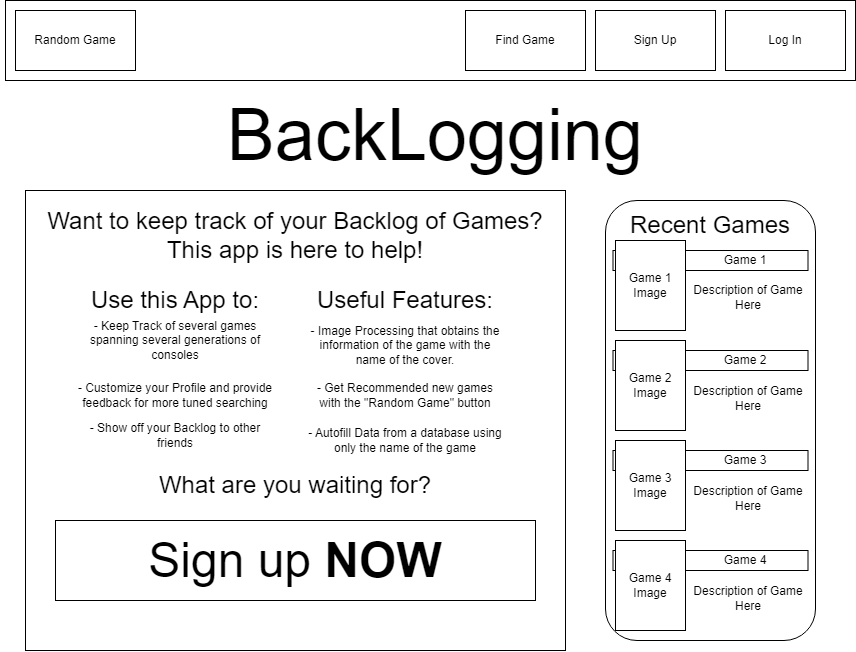 Random Game
Find Game
Sign Up
Log In
BackLogging
Want to keep track of your Backlog of Games?
This app is here to help!
Use this App to:
- Keep Track of several games
spanning several generations of
consoles
- Customize your Profile and provide
feedback for more tuned searching
- Show off your Backlog to other
friends
Useful Features:
- Image Processing that obtains the
information of the game with the
name of the cover.
- Get Recommended new games
with the "Random Game" button
- Autofill Data from a database using
only the name of the game
What are you waiting for?
Sign up NOW
Recent Games
Game 1
Image
Game 1
Description of Game
Here
Game 2
Image
Game 2
Description of Game
Here
Game 3
Image
Game 3
Description of Game
Here
Game 4
Image
Game 4
Description of Game
Here